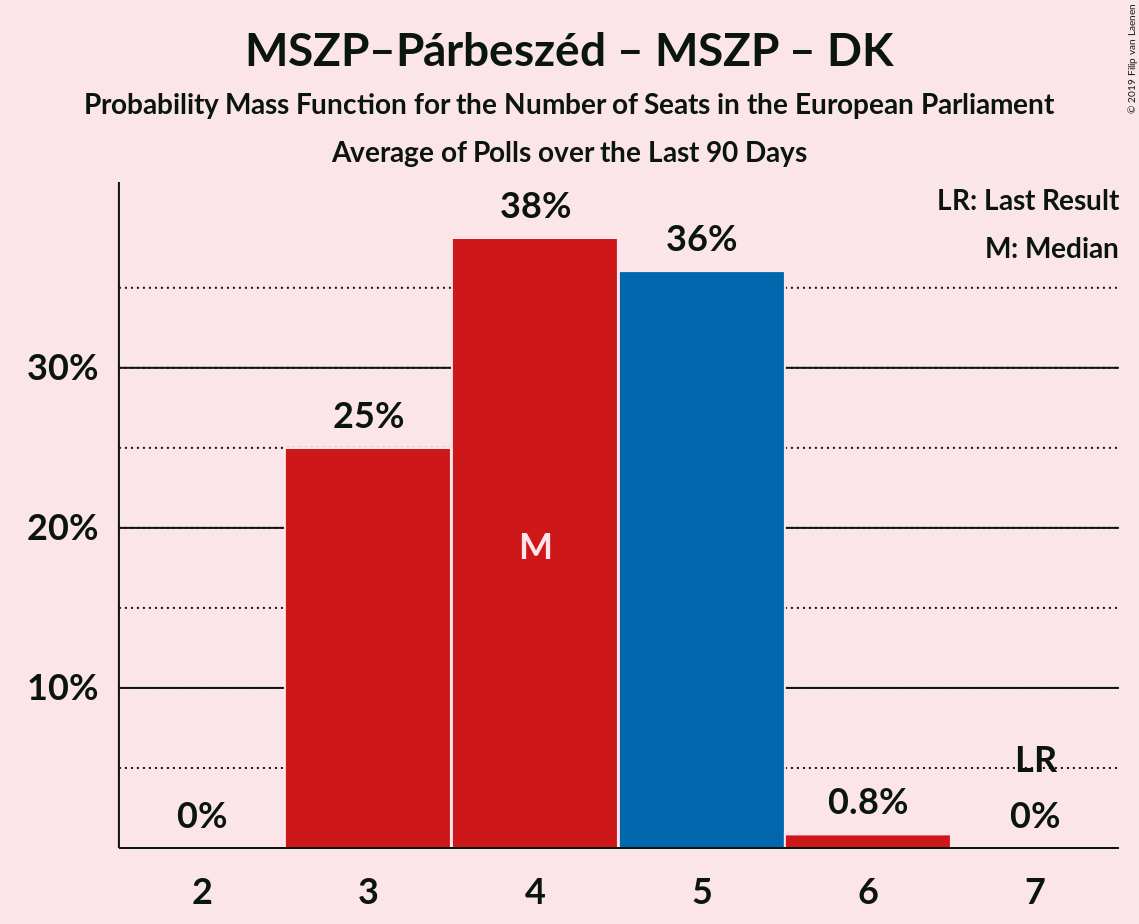 MSZP–Párbeszéd – MSZP – DK
Probability Mass Function for the Number of Seats in the European Parliament
Average of Polls over the Last 90 Days
© 2019 Filip van Laenen
LR: Last Result
M: Median
38%
36%
30%
25%
20%
M
10%
LR
0%
0.8%
0%
2 3 4 5 6 7